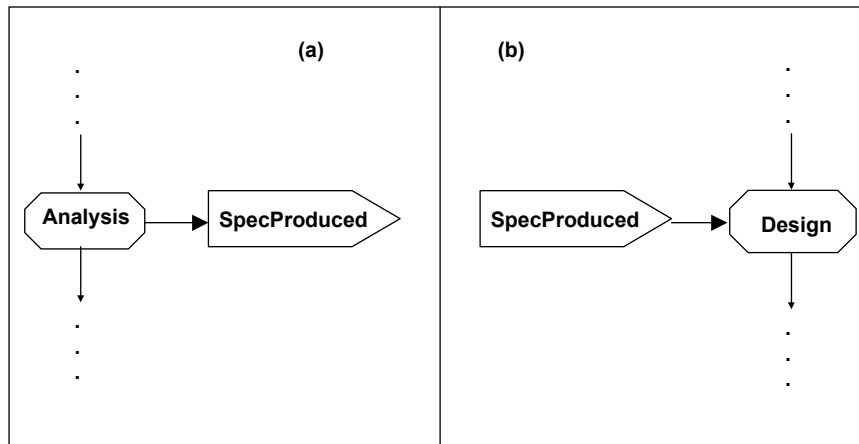 (a)
Analysis
SpecProduced
(b)
SpecProduced
Design